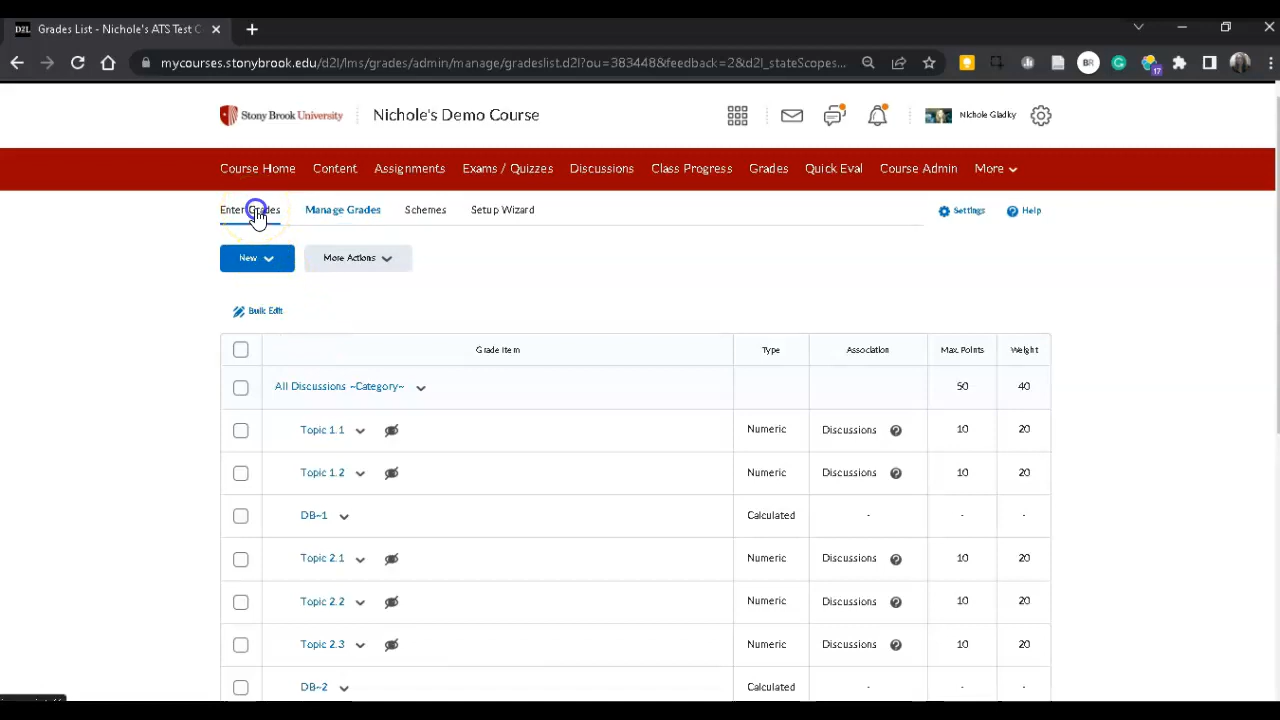 D2L Grades List - Nichole's ATS Test C
mycourses.stonybrook.edu/d2l/lms/grades/admin/manage/gradeslist.d2l?ou=383448&feedback=2&d2l_stateScopes...
BR
17
Stony Brook University Nichole's Demo Course Nichole Gladky
Course Home Content Assignments Exams / Quizzes Discussions Class Progress Grades Quick Eval Course Admin More
Enter Grades Manage Grades Schemes Setup Wizard Settings Help
New More Actions
Bulk Edit
Grade Item Type Association Max. Points Weight
All Discussions ~Category~ 50 40
Topic 1.1 Numeric Discussions 10 20
Topic 1.2 Numeric Discussions 10 20
DB~1 Calculated - - -
Topic 2.1 Numeric Discussions 10 20
Topic 2.2 Numeric Discussions 10 20
Topic 2.3 Numeric Discussions 10 20
DB~2 Calculated - - -